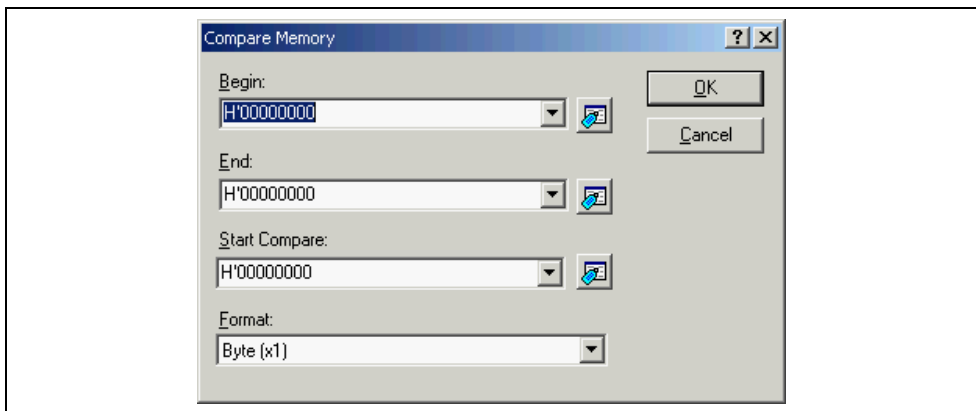 Compare Memory
Begin:
H'00000000
OK
Cancel
End:
H'00000000
Start Compare:
H'00000000
Format:
Byte (x1)